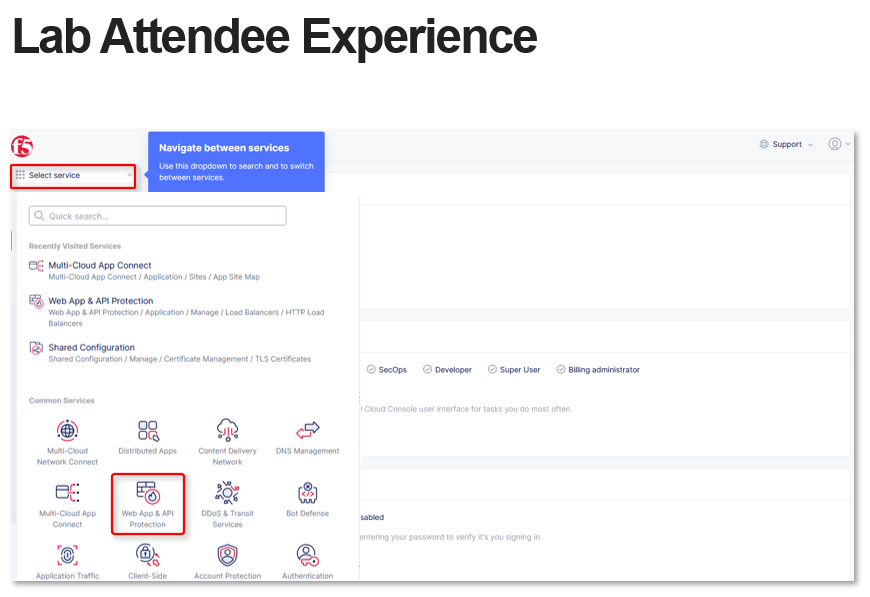 Lab Attendee Experience
f5
Select service
Navigate between services
Use this dropdown to search and to switch
between services.
Support
Quick search...
Recently Visited Services
Multi-Cloud App Connect
Multi-Cloud App Connect / Application / Sites / App Site Map
Web App & API Protection
Web App & API Protection / Application / Manage / Load Balancers / HTTP Load
Balancers
Shared Configuration
Shared Configuration / Manage / Certificate Management / TLS Certificates
SecOps Developer Super User Billing administrator
Cloud Console user interface for tasks you do most often.
Common Services
Multi-Cloud
Network Connect
Distributed Apps
Content Delivery
Network
DNS Management
Multi-Cloud App
Connect
Web App & API
Protection
DDoS & Transit
Services
Bot Defense
sabled
entering your password to verify it's you signing in.
Application Traffic
Client-Side
Account Protection
Authentication